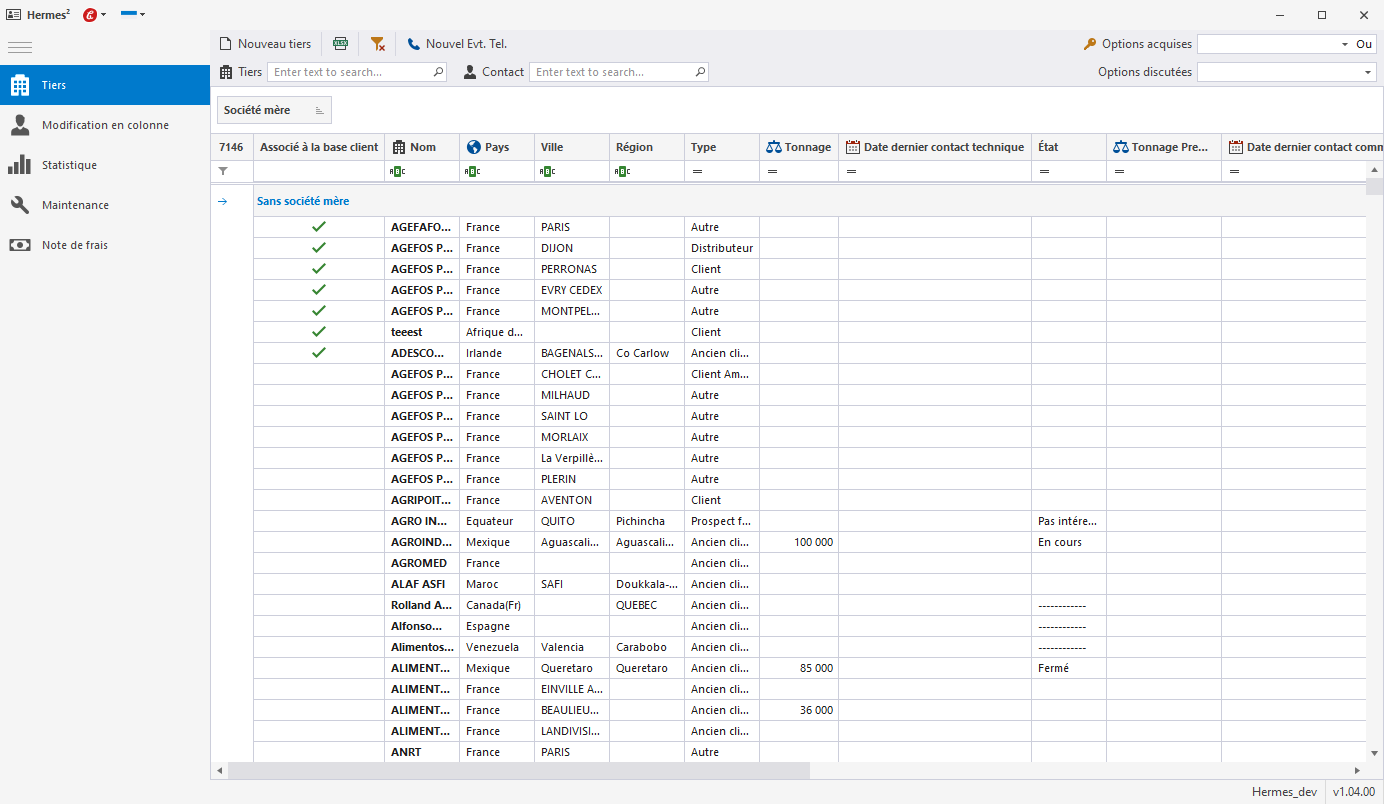 Hermes²
Nouveau tiers
XLSX
Nouvel Evt. Tel.
Options acquises
Ou
Tiers
Enter text to search...
Contact
Enter text to search...
Options discutées
Tiers
Modification en colonne
Statistique
Maintenance
Note de frais
Société mère
7146 Associé à la base client Nom Pays Ville Région Type Tonnage Date dernier contact technique État Tonnage Pre... Date dernier contact comm
ABC ABC ABC ABC = = = = = =
Sans société mère
AGEFAFO... France PARIS Autre
AGEFOS P... France DIJON Distributeur
AGEFOS P... France PERRONAS Client
AGEFOS P... France EVRY CEDEX Autre
AGEFOS P... France MONTPEL... Autre
teeest Afrique d... Client
ADESCO... Irlande BAGENALS... Co Carlow Ancien cli...
AGEFOS P... France CHOLET C... Client Am...
AGEFOS P... France MILHAUD Autre
AGEFOS P... France SAINT LO Autre
AGEFOS P... France MORLAIX Autre
AGEFOS P... France La Verpillè... Autre
AGEFOS P... France PLERIN Autre
AGRIPOIT... France AVENTON Client
AGRO IN... Equateur QUITO Pichincha Prospect f... Pas intére...
AGROIND... Mexique Aguascali... Aguascali... Ancien cli... 100 000 En cours
AGROMED France Ancien cli...
ALAF ASFI Maroc SAFI Doukkala-... Ancien cli...
Rolland A... Canada(Fr) QUEBEC Ancien cli... ------------
Alfonso... Espagne Ancien cli... ------------
Alimentos... Venezuela Valencia Carabobo Ancien cli... ------------
ALIMENT... Mexique Queretaro Queretaro Ancien cli... 85 000 Fermé
ALIMENT... France EINVILLE A... Ancien cli...
ALIMENT... France BEAULIEU... Ancien cli... 36 000
ALIMENT... France LANDIVISI... Ancien cli...
ANRT France PARIS Autre
Hermes_dev v1.04.00